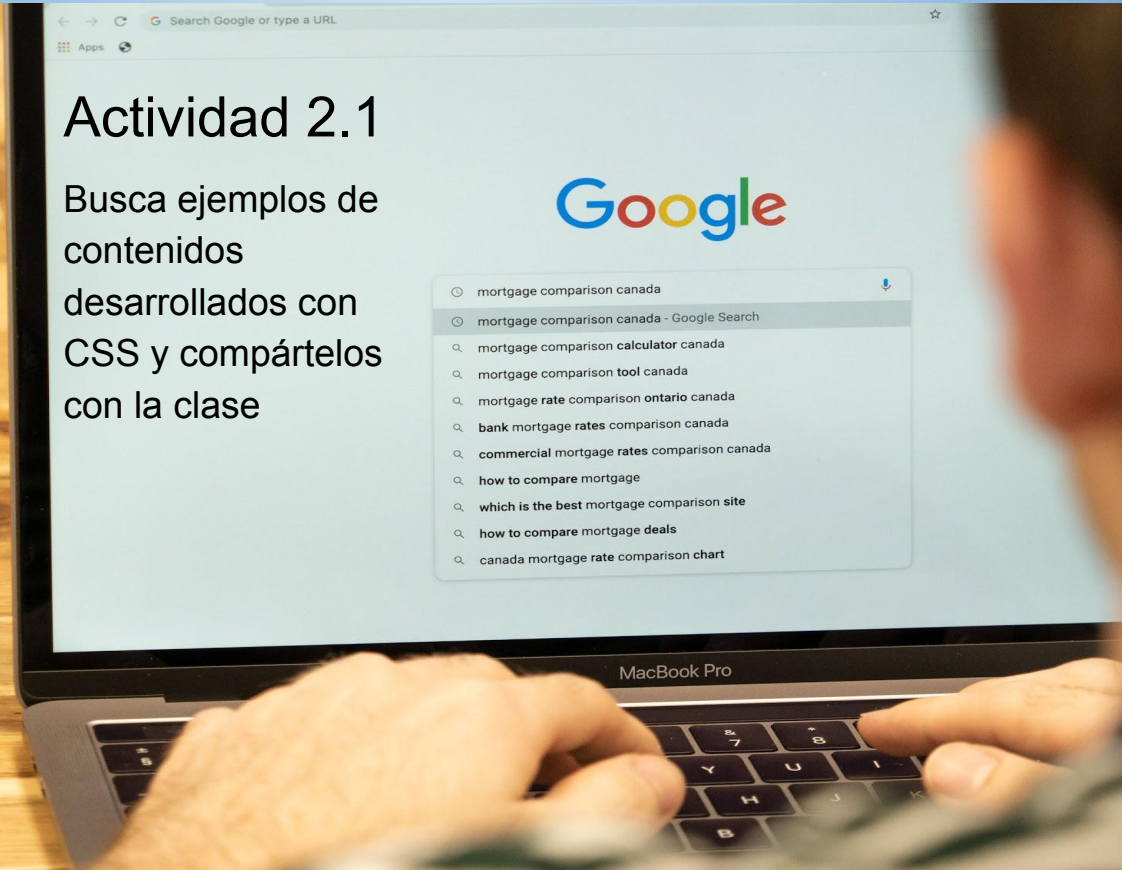 Search Google or type a URL
Apps
Actividad 2.1
Busca ejemplos de
contenidos
desarrollados con
CSS y compártelos
con la clase
Google
mortgage comparison canada
mortgage comparison canada - Google Search
mortgage comparison calculator canada
mortgage comparison tool canada
mortgage rate comparison ontario canada
bank mortgage rates comparison canada
commercial mortgage rates comparison canada
how to compare mortgage
which is the best mortgage comparison site
how to compare mortgage deals
canada mortgage rate comparison chart
MacBook Pro
& *
7 8
± §
Y U I
H J K
B